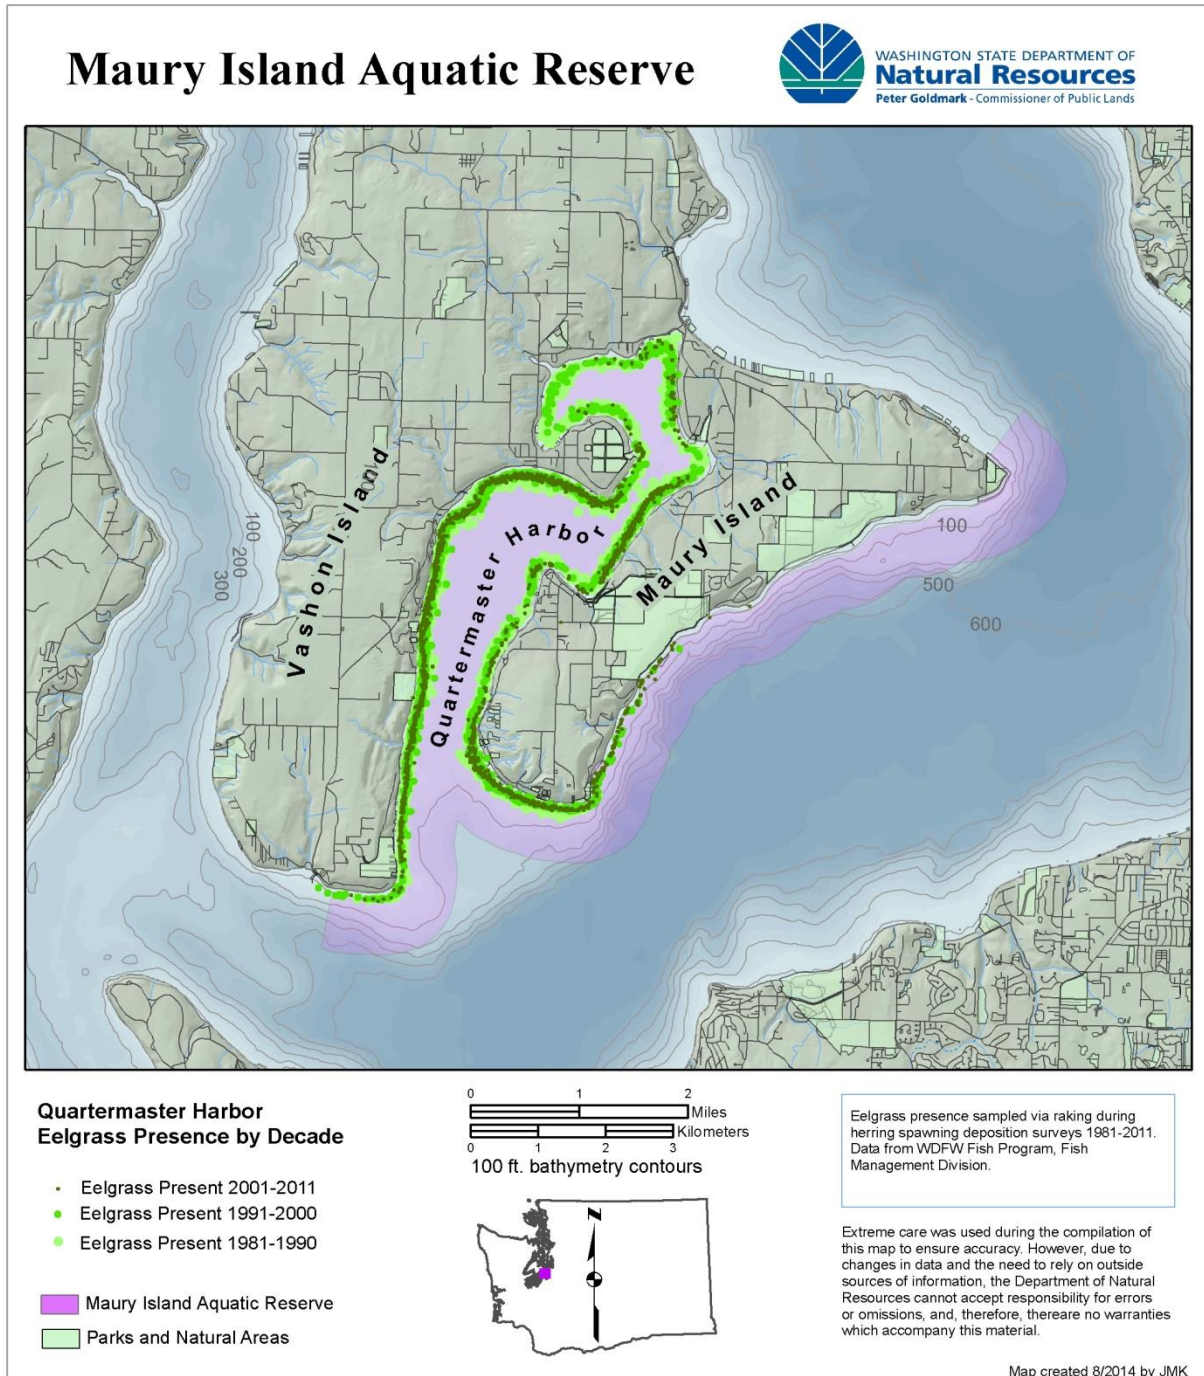 Maury Island Aquatic Reserve
WASHINGTON STATE DEPARTMENT OF
Natural Resources
Peter Goldmark - Commissioner of Public Lands
Vashon Island
100
Quartermaster Harbor
Maury Island
100
200
300
100
500
600
Quartermaster Harbor
Eelgrass Presence by Decade
Eelgrass Present 2001-2011
Eelgrass Present 1991-2000
Eelgrass Present 1981-1990
Maury Island Aquatic Reserve
Parks and Natural Areas
0 1 2
Miles
Kilometers
0 1 2 3
100 ft. bathymetry contours
N
Eelgrass presence sampled via raking during
herring spawning deposition surveys 1981-2011.
Data from WDFW Fish Program, Fish
Management Division.
Extreme care was used during the compilation of
this map to ensure accuracy. However, due to
changes in data and the need to rely on outside
sources of information, the Department of Natural
Resources cannot accept responsibility for errors
or omissions, and, therefore, thereare no warranties
which accompany this material.
Map created 8/2014 by JMK